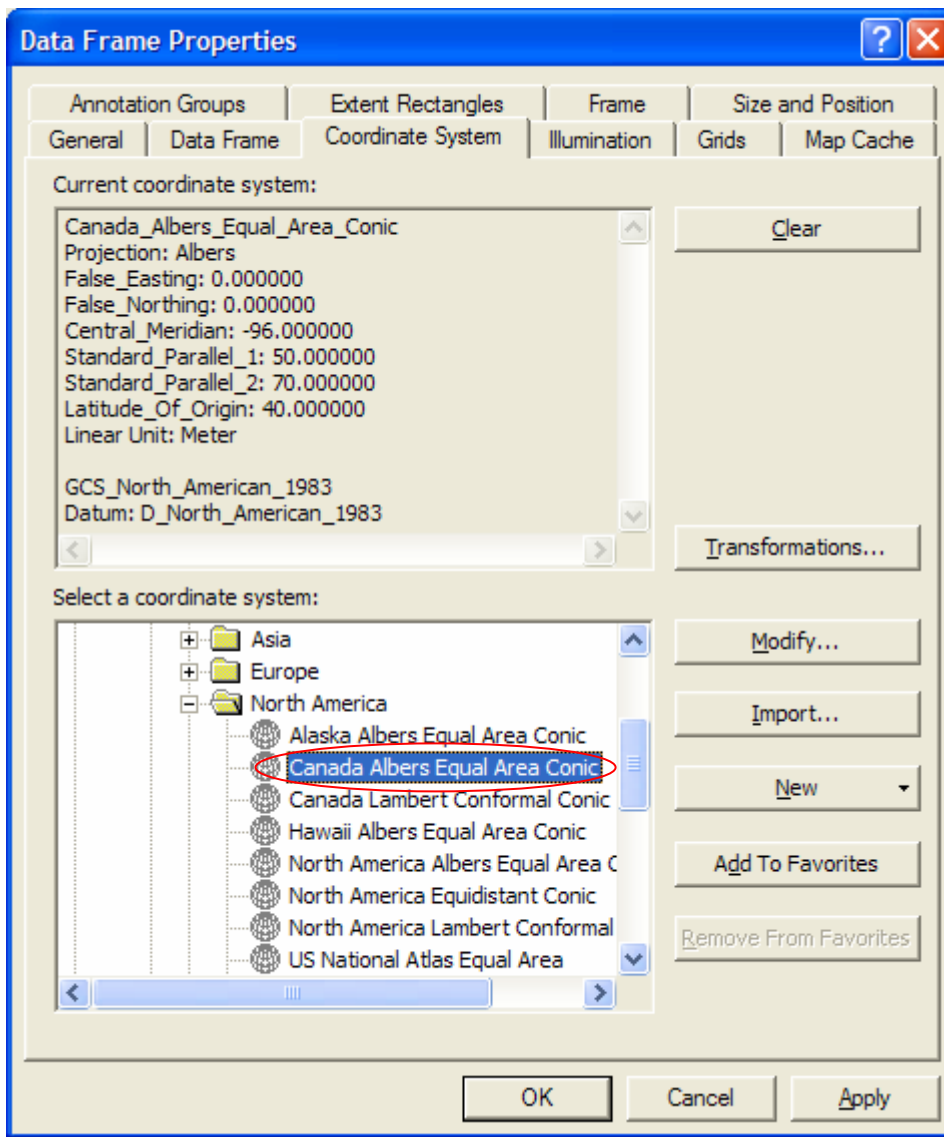 Data Frame Properties
?
Annotation Groups Extent Rectangles Frame Size and Position
General Data Frame Coordinate System Illumination Grids Map Cache
Current coordinate system:
Canada_Albers_Equal_Area_Conic
Projection: Albers
False_Easting: 0.000000
False_Northing: 0.000000
Central_Meridian: -96.000000
Standard_Parallel_1: 50.000000
Standard_Parallel_2: 70.000000
Latitude_Of_Origin: 40.000000
Linear Unit: Meter
GCS_North_American_1983
Datum: D_North_American_1983
Clear
Transformations...
Select a coordinate system:
Asia
Europe
North America
Alaska Albers Equal Area Conic
Canada Albers Equal Area Conic
Canada Lambert Conformal Conic
Hawaii Albers Equal Area Conic
North America Albers Equal Area C
North America Equidistant Conic
North America Lambert Conformal
US National Atlas Equal Area
Modify...
Import...
New
Add To Favorites
Remove From Favorites
OK Cancel Apply